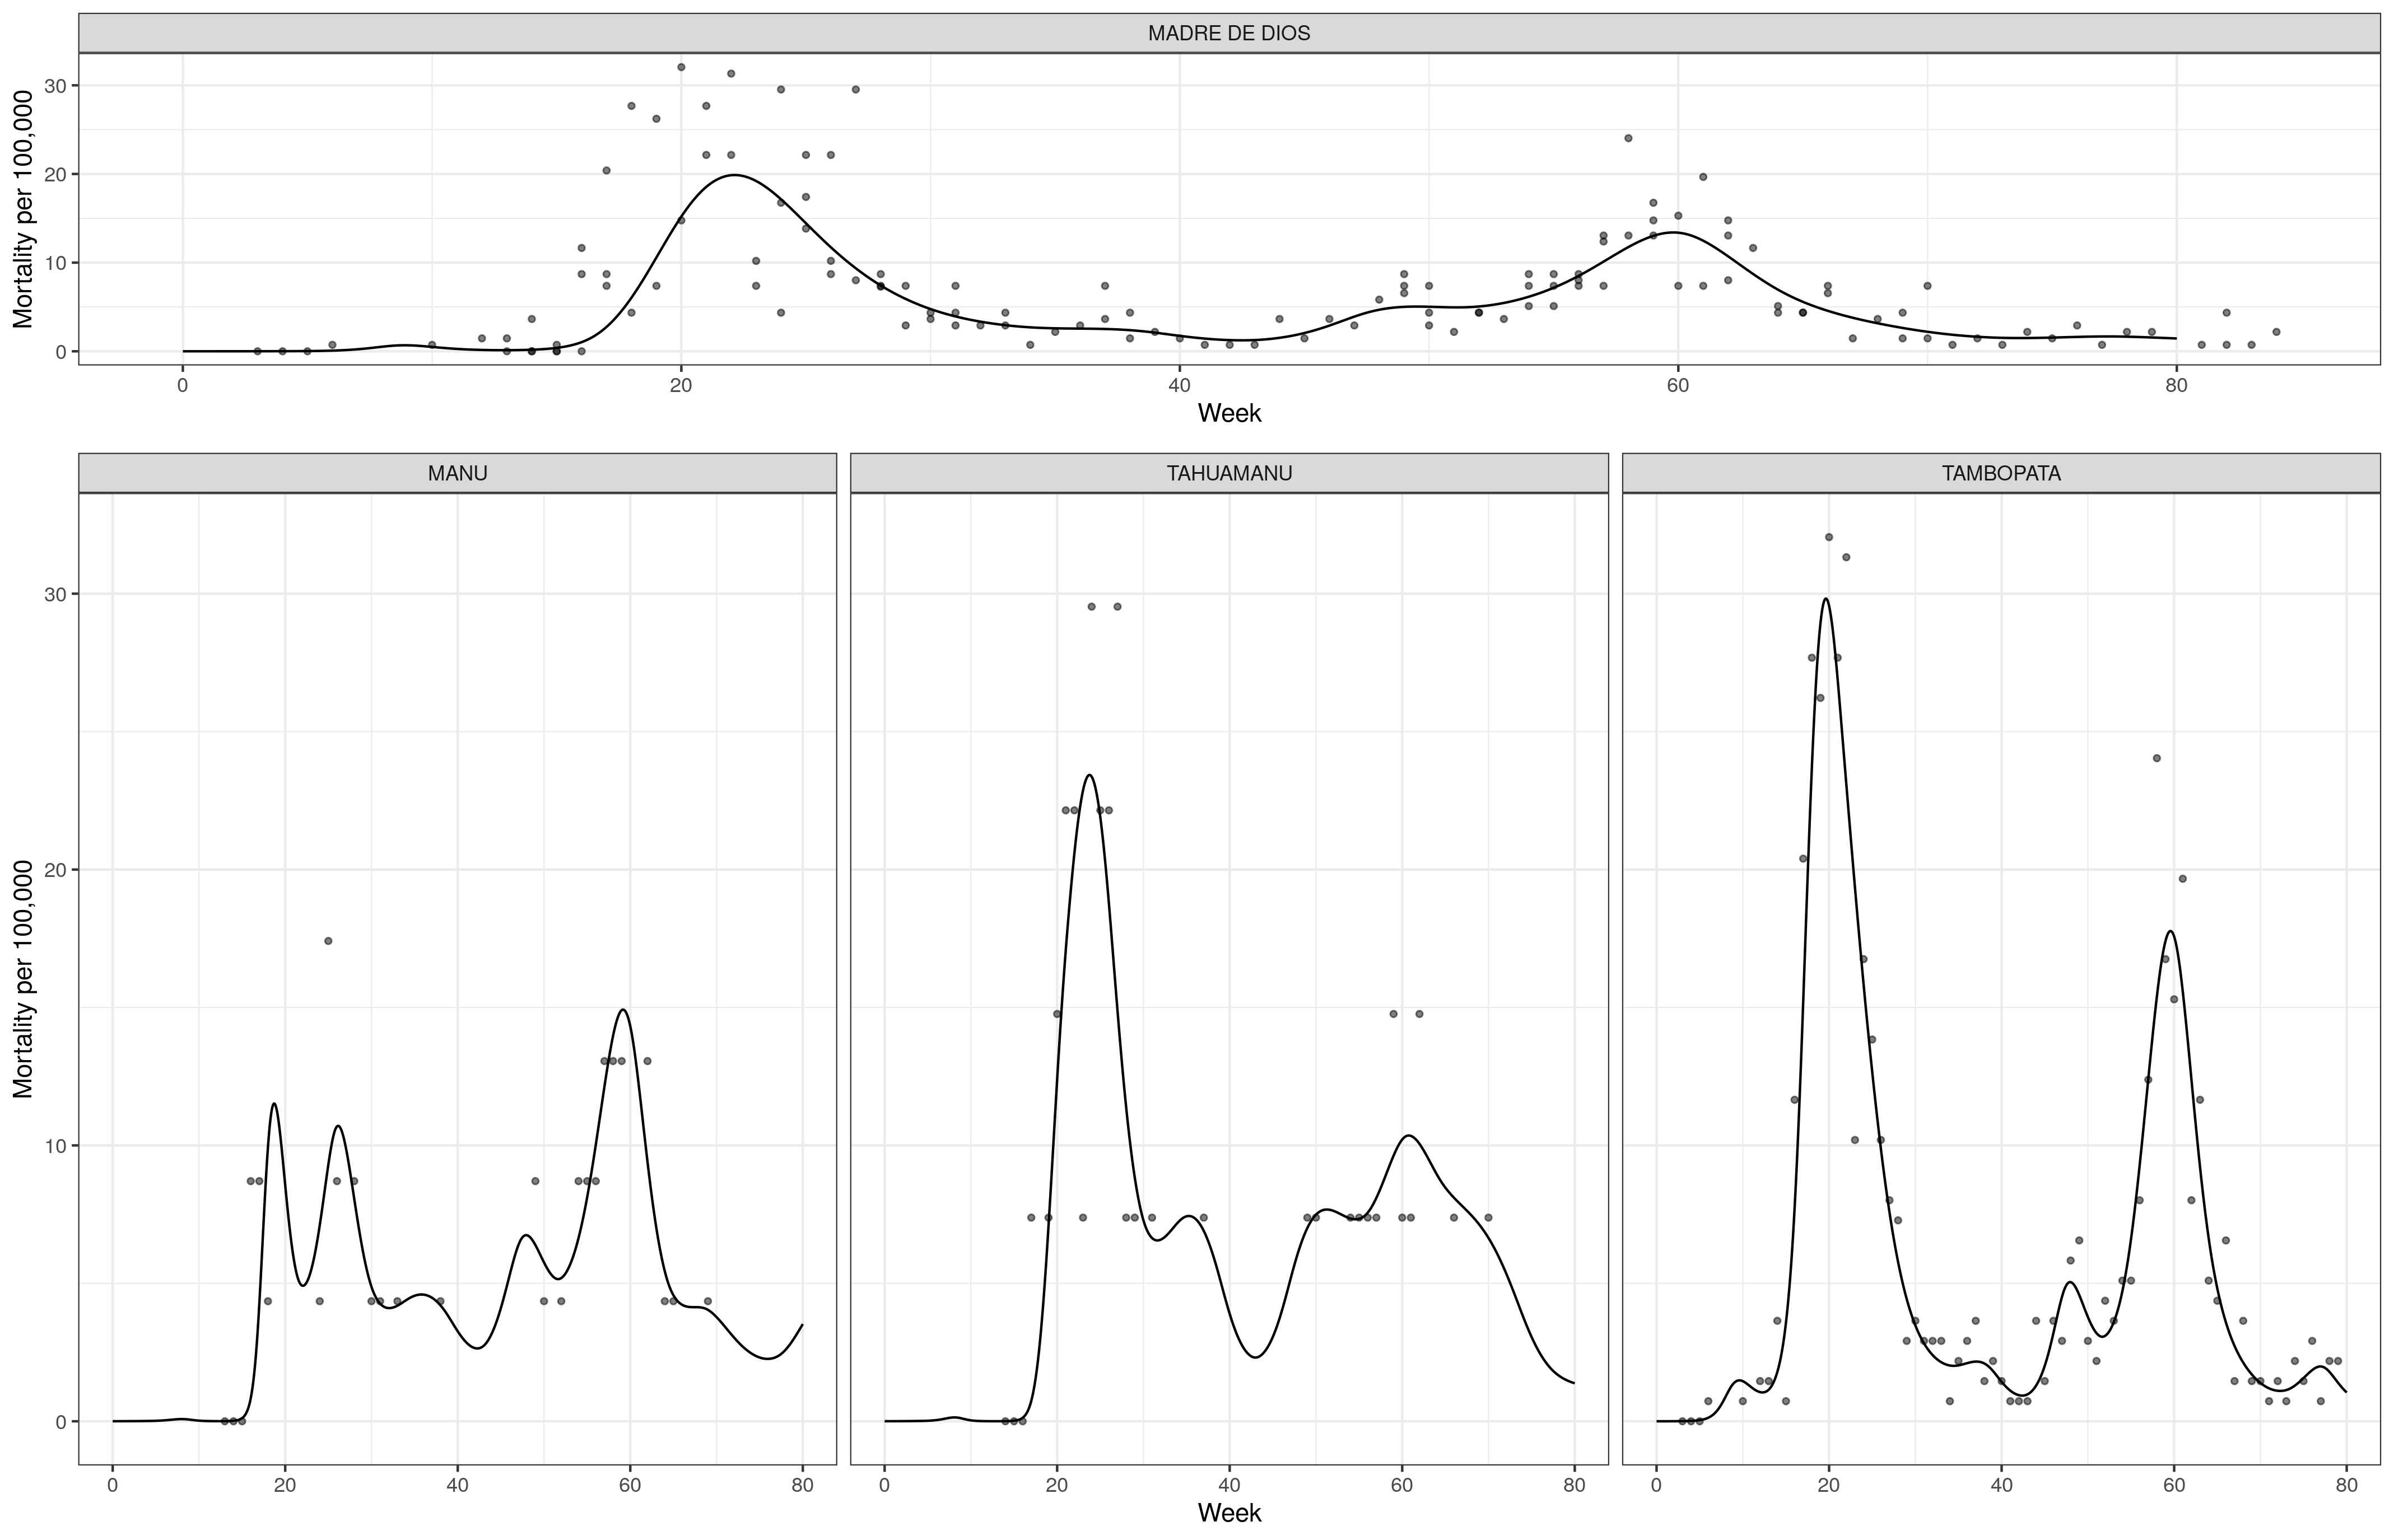 MADRE DE DIOS
Mortality per 100,000
30
20
10
0
0 20 40 60 80
Week
MANU TAHUAMANU TAMBOPATA
Mortality per 100,000
30
20
10
0
0 20 40 60 80 0 20 40 60 80 0 20 40 60 80
Week